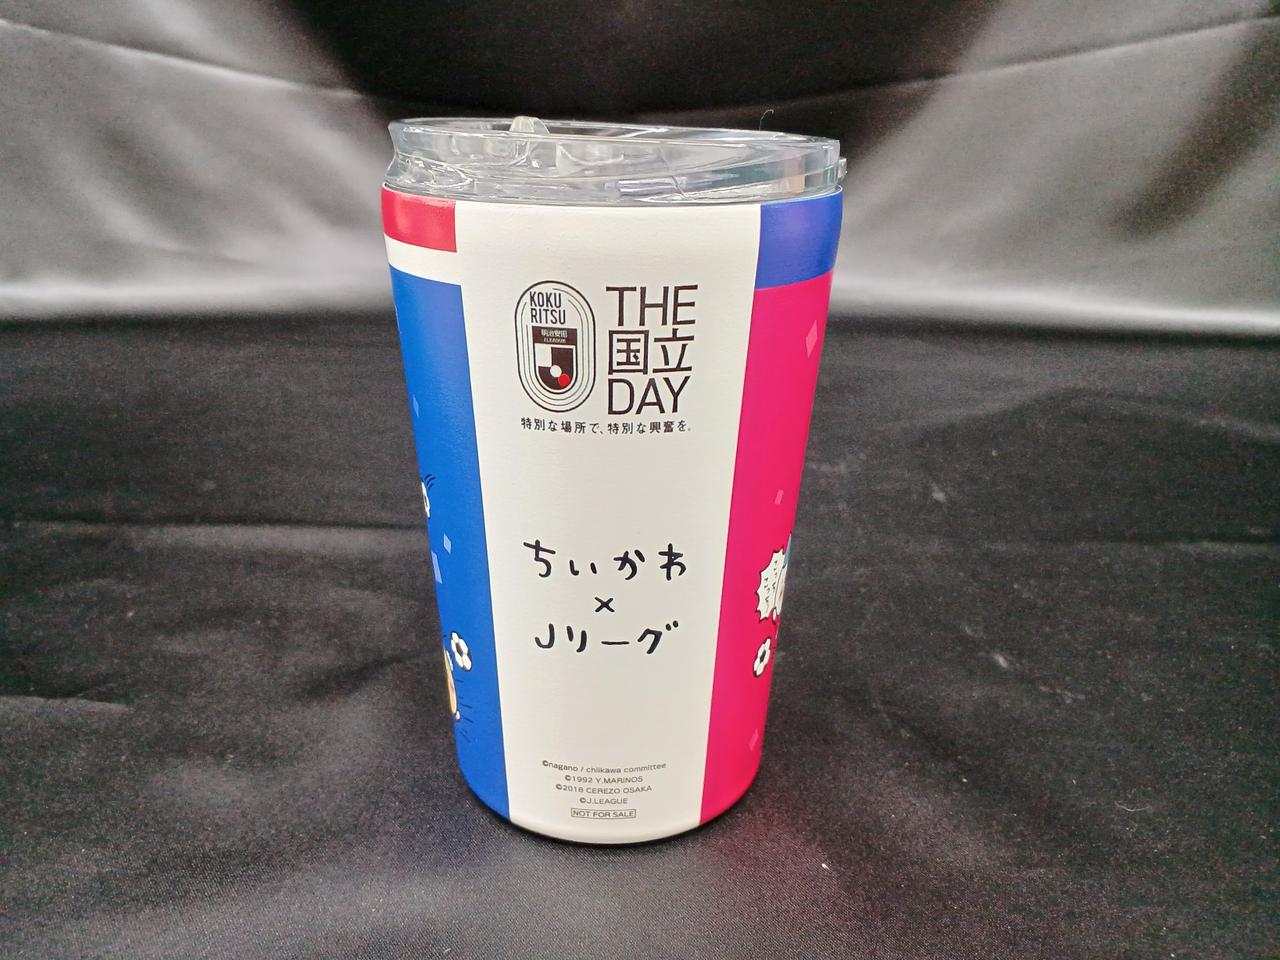 KOKU
RITSU
明治安田
J.LEAGUE
THE
国立
DAY
特別な場所で、特別な興奮を。
ちいかわ
×
Jリーグ
©nagano / chiikawa committee
©1992 Y.MARINOS
©2018 CEREZO OSAKA
©J.LEAGUE
NOT FOR SALE